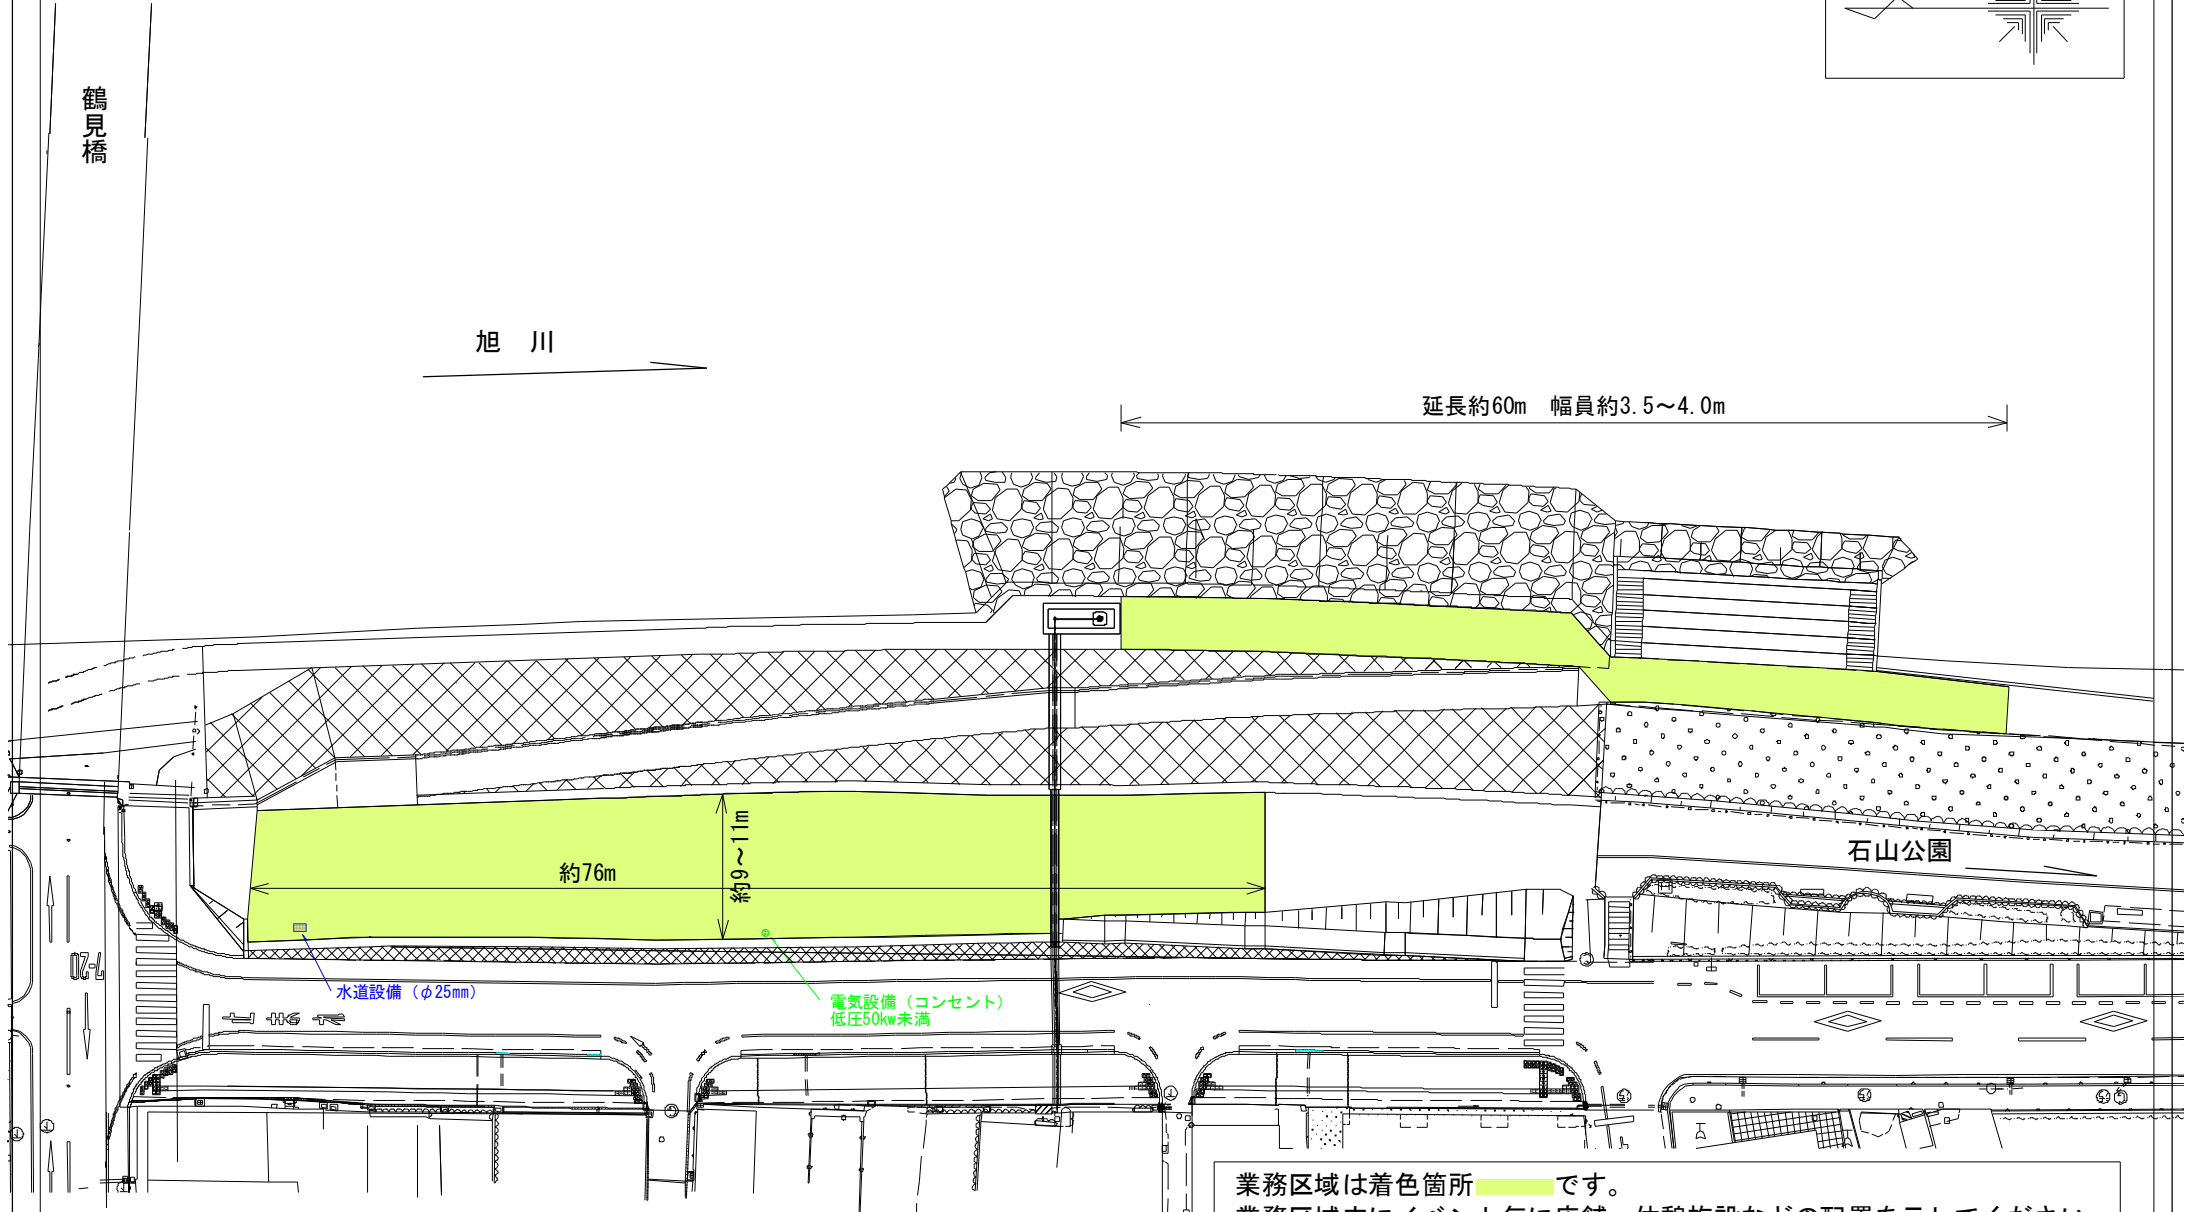 鶴見橋
旭 川
延長約60m 幅員約3.5～4.0m
約9～11m
約76m
石山公園
水道設備（φ25mm）
電気設備（コンセント）
低圧50kw未満
業務区域は着色箇所 です。